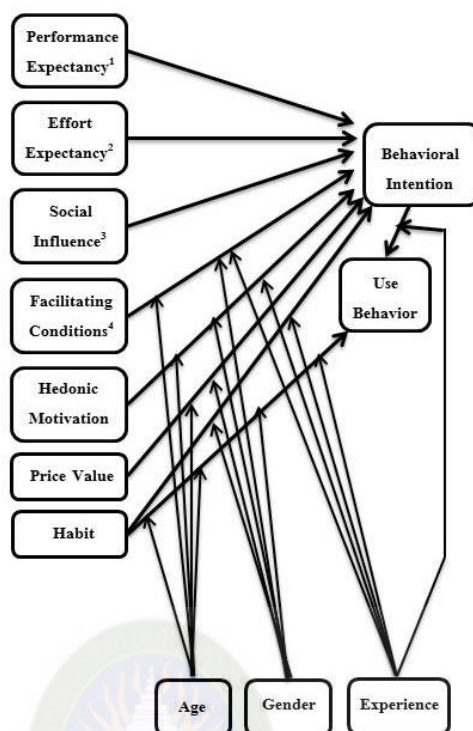 Performance
Expectancy¹
Effort
Expectancy²
Social
Influence³
Facilitating
Conditions⁴
Hedonic
Motivation
Price Value
Habit
Behavioral
Intention
Use
Behavior
Age
Gender
Experience